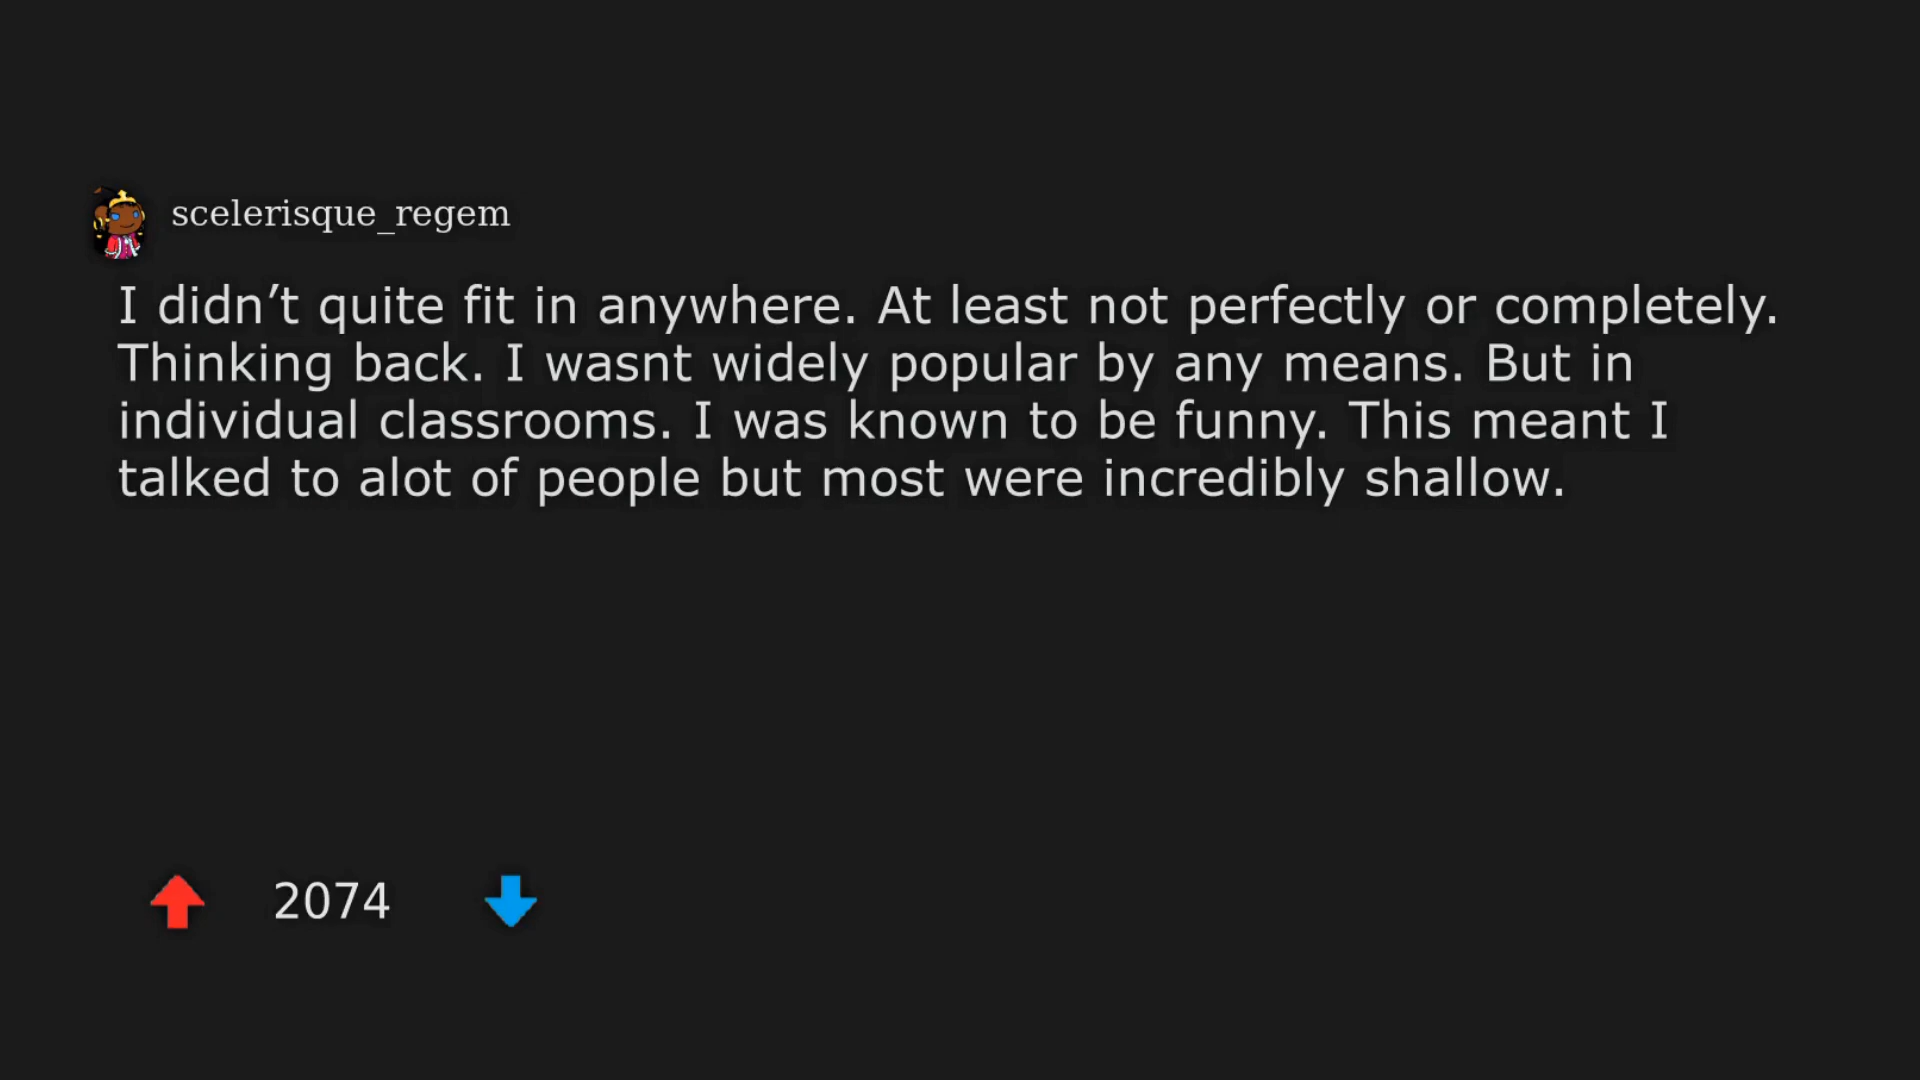 scelerisque_regem
I didn’t quite fit in anywhere. At least not perfectly or completely.
Thinking back. I wasnt widely popular by any means. But in
individual classrooms. I was known to be funny. This meant I
talked to alot of people but most were incredibly shallow.
2074